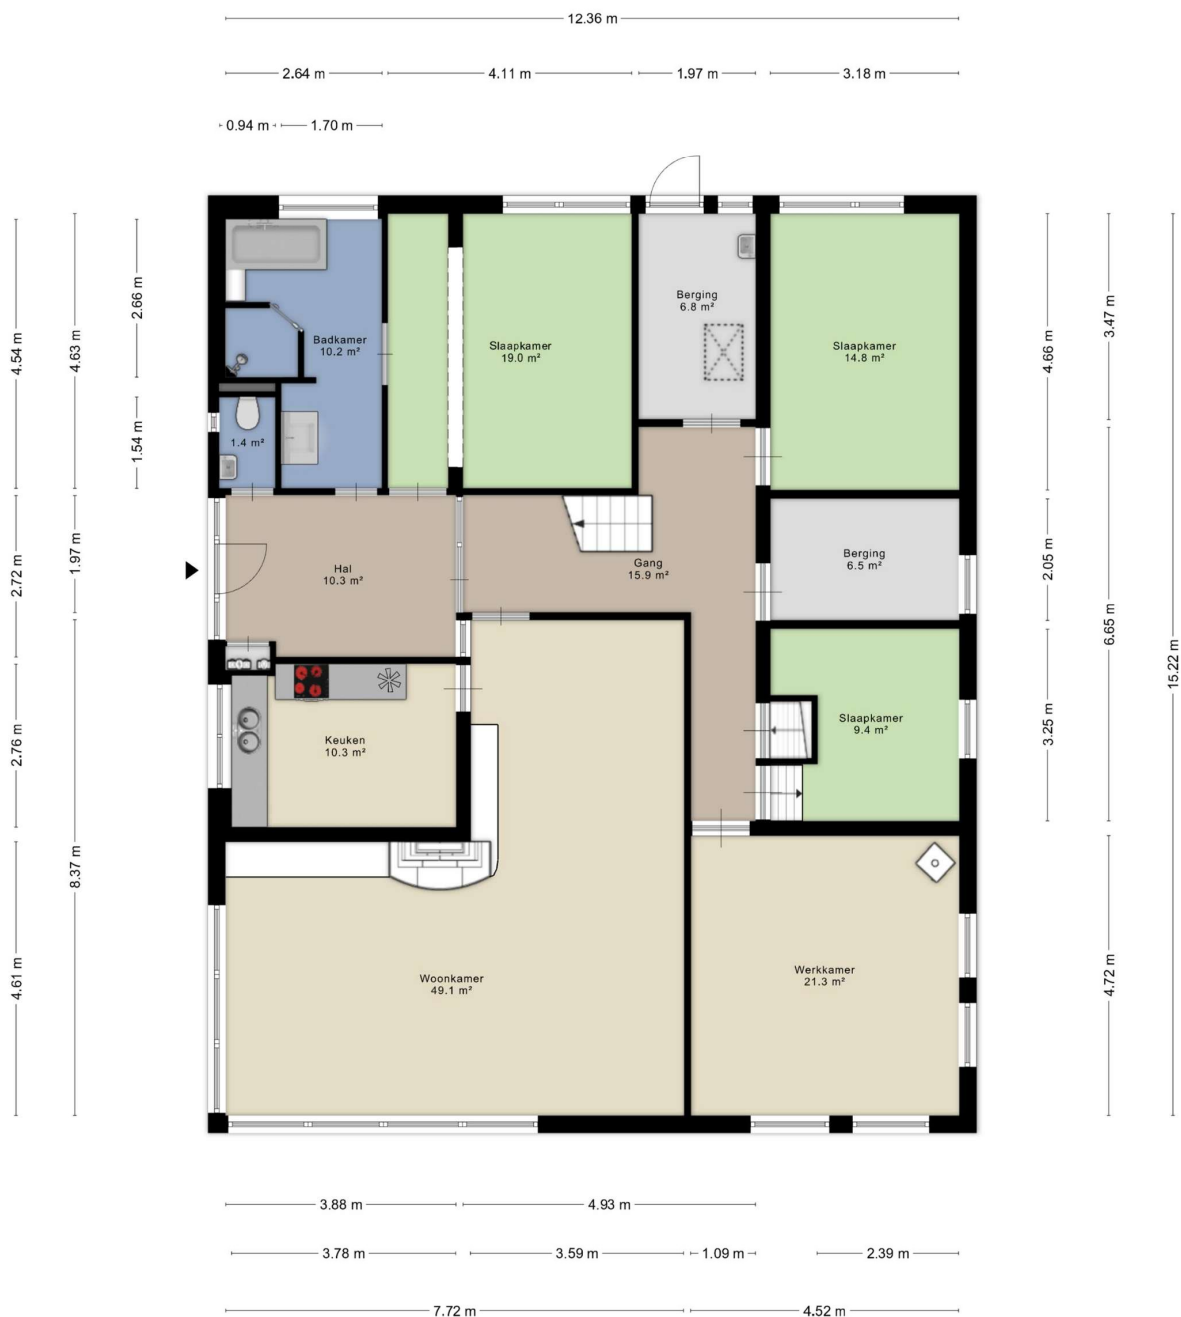 12.36 m
2.64 m
4.11 m
1.97 m
3.18 m
0.94 m
1.70 m
4.54 m
4.63 m
2.66 m
1.54 m
2.72 m
1.97 m
2.76 m
8.37 m
4.61 m
Badkamer
10.2 m²
1.4 m²
Slaapkamer
19.0 m²
Berging
6.8 m²
Slaapkamer
14.8 m²
Hal
10.3 m²
Gang
15.9 m²
Berging
6.5 m²
Keuken
10.3 m²
Slaapkamer
9.4 m²
Woonkamer
49.1 m²
Werkkamer
21.3 m²
4.66 m
3.47 m
2.05 m
6.65 m
3.25 m
4.72 m
15.22 m
3.88 m
4.93 m
3.78 m
3.59 m
1.09 m
2.39 m
7.72 m
4.52 m